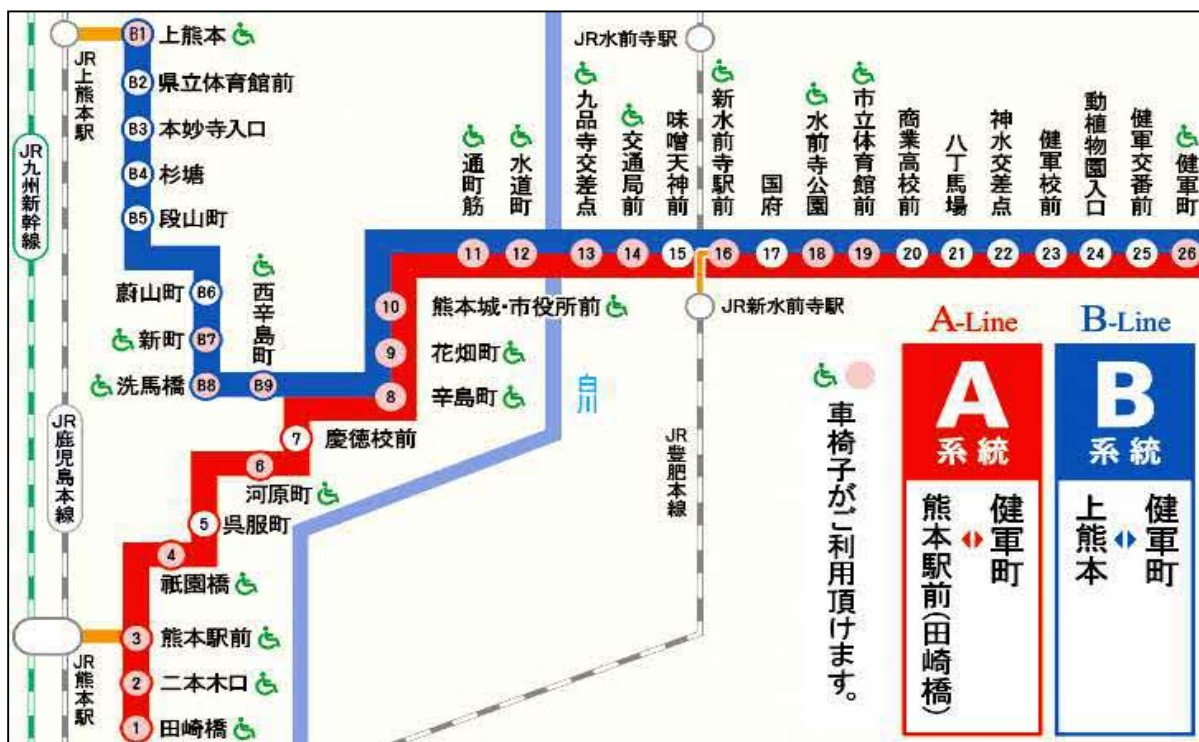 B1 上熊本
B2 県立体育館前
B3 本妙寺入口
B4 杉塘
B5 段山町
蔚山町 B6
新町 B7
洗馬橋 B8
B9 西辛島町
JR上熊本駅
JR九州新幹線
JR鹿児島本線
JR熊本駅
1 田崎橋
2 二本木口
3 熊本駅前
4 祇園橋
5 呉服町
6 河原町
7 慶徳校前
8 辛島町
9 花畑町
10 熊本城・市役所前
11 通町筋
12 水道町
13 九品寺交差点
14 交通局前
15 味噌天神前
16 新水前寺駅前
17 国府
18 水前寺公園
19 市立体育館前
20 商業高校前
21 八丁馬場
22 神水交差点
23 健軍校前
24 動植物園入口
25 健軍交番前
26 健軍町
JR水前寺駅
JR新水前寺駅
JR豊肥本線
白川
車椅子がご利用頂けます。
A-Line
A
系統
健軍町
熊本駅前(田崎橋)
B-Line
B
系統
健軍町
上熊本